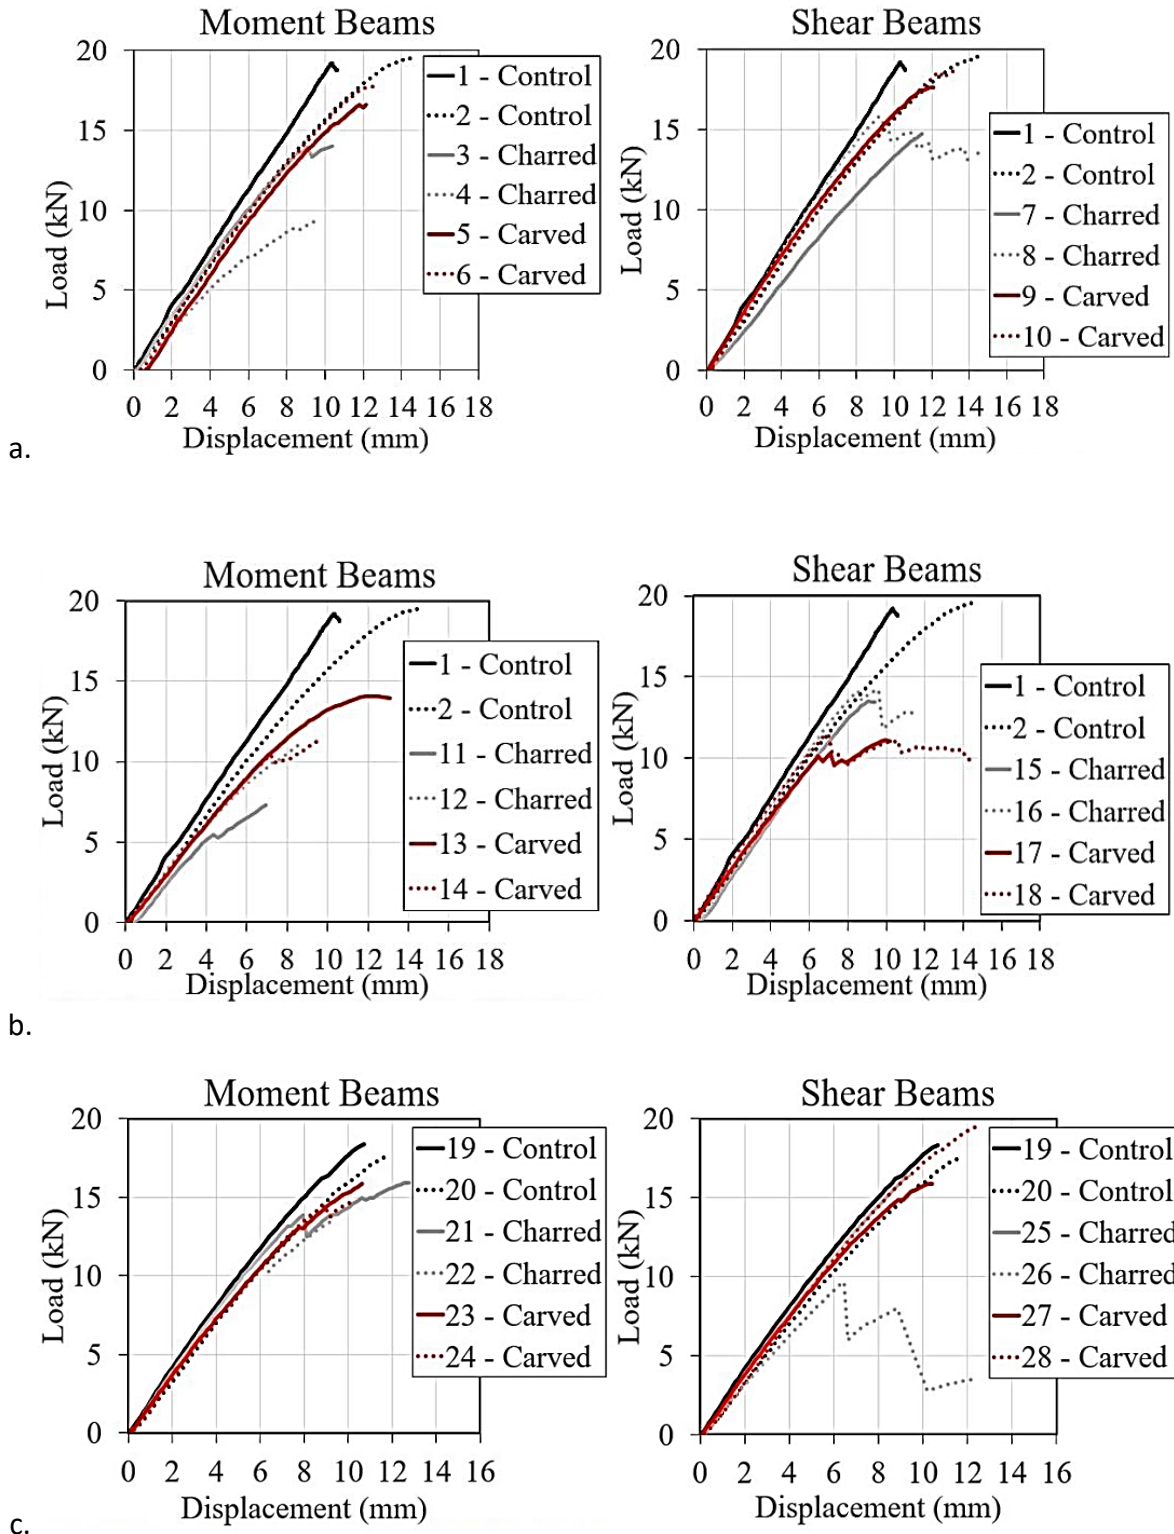 Moment Beams
20
15
10
5
0
Load (kN)
0 2 4 6 8 10 12 14 16 18
Displacement (mm)
1 - Control
2 - Control
3 - Charred
4 - Charred
5 - Carved
6 - Carved
Shear Beams
20
15
10
5
0
Load (kN)
0 2 4 6 8 10 12 14 16 18
Displacement (mm)
1 - Control
2 - Control
7 - Charred
8 - Charred
9 - Carved
10 - Carved
a.
Moment Beams
20
15
10
5
0
Load (kN)
0 2 4 6 8 10 12 14 16 18
Displacement (mm)
1 - Control
2 - Control
11 - Charred
12 - Charred
13 - Carved
14 - Carved
Shear Beams
20
15
10
5
0
Load (kN)
0 2 4 6 8 10 12 14 16 18
Displacement (mm)
1 - Control
2 - Control
15 - Charred
16 - Charred
17 - Carved
18 - Carved
b.
Moment Beams
20
15
10
5
0
Load (kN)
0 2 4 6 8 10 12 14 16
Displacement (mm)
19 - Control
20 - Control
21 - Charred
22 - Charred
23 - Carved
24 - Carved
Shear Beams
20
15
10
5
0
Load (kN)
0 2 4 6 8 10 12 14 16
Displacement (mm)
19 - Control
20 - Control
25 - Charred
26 - Charred
27 - Carved
28 - Carved
c.